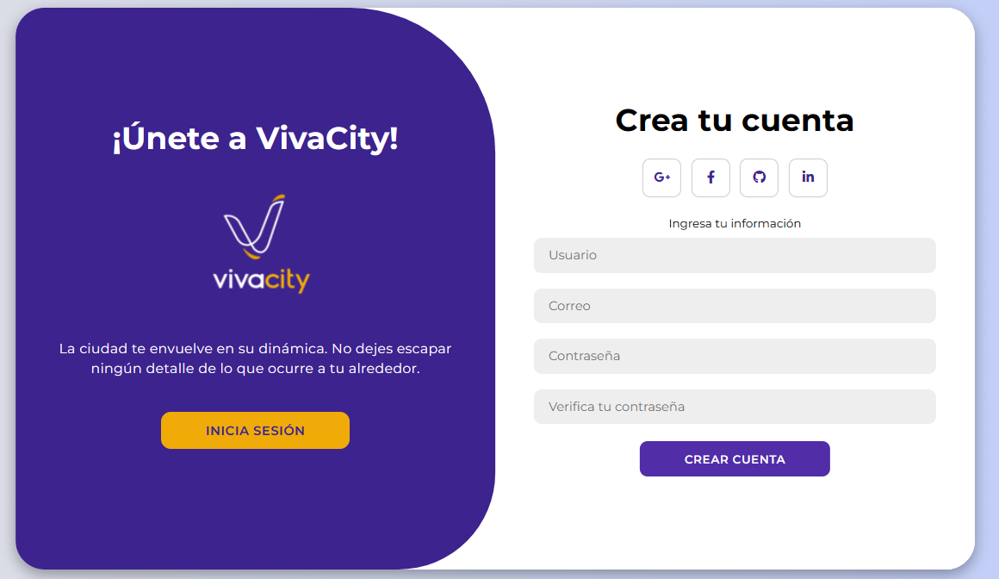 ¡Únete a VivaCity!
vivacity
La ciudad te envuelve en su dinámica. No dejes escapar
ningún detalle de lo que ocurre a tu alrededor.
INICIA SESIÓN
Crea tu cuenta
G+
f
in
Ingresa tu información
Usuario
Correo
Contraseña
Verifica tu contraseña
CREAR CUENTA